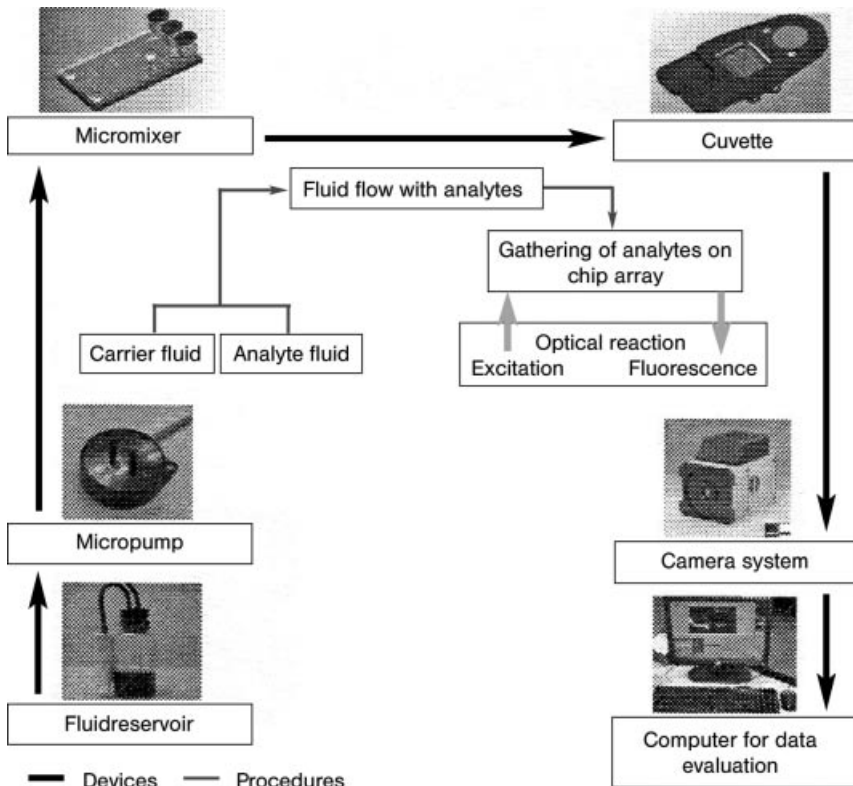 Micromixer
Cuvette
Fluid flow with analytes
Gathering of analytes on
chip array
Carrier fluid
Analyte fluid
Optical reaction
Excitation
Fluorescence
Micropump
Camera system
Fluidreservoir
Computer for data
evaluation
Devices
Procedures